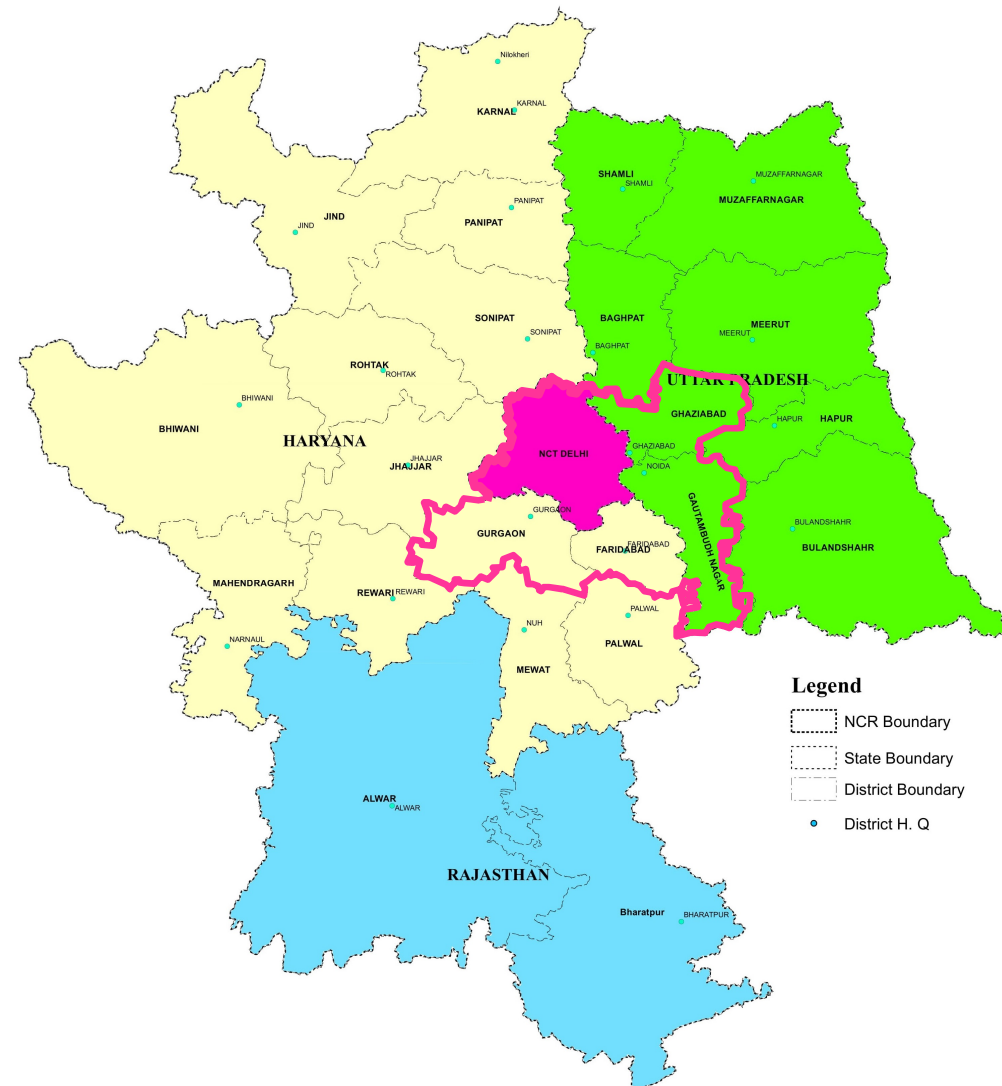 Nilokheri
KARNAL
KARNAL
SHAMLI
SHAMLI
MUZAFFARNAGAR
MUZAFFARNAGAR
PANIPAT
PANIPAT
JIND
JIND
SONIPAT
SONIPAT
BAGHPAT
BAGHPAT
MEERUT
MEERUT
ROHTAK
ROHTAK
UTTAR PRADESH
BHIWANI
BHIWANI
GHAZIABAD
HAPUR
HAPUR
HARYANA
JHAJJAR
JHAJJAR
NCT DELHI
GHAZIABAD
NOIDA
GURGAON
GURGAON
GAUTAMBUDH NAGAR
BULANDSHAHR
BULANDSHAHR
FARIDABAD
FARIDABAD
MAHENDRAGARH
REWARI
REWARI
NARNAUL
NUH
PALWAL
PALWAL
MEWAT
Legend
NCR Boundary
State Boundary
District Boundary
District H. Q
ALWAR
ALWAR
RAJASTHAN
Bharatpur
BHARATPUR